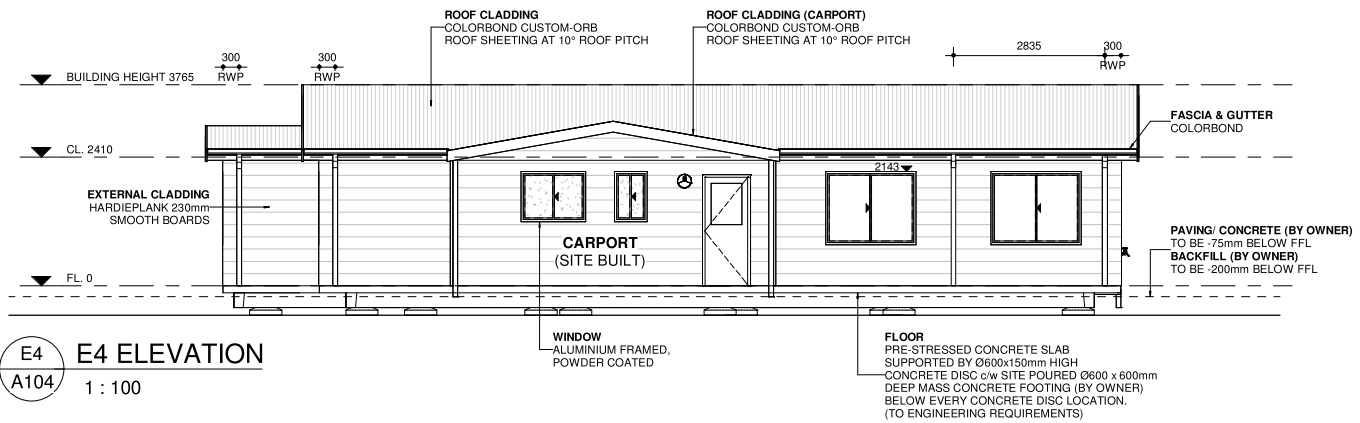 ROOF CLADDING
COLORBOND CUSTOM-ORB
ROOF SHEETING AT 10° ROOF PITCH
ROOF CLADDING (CARPORT)
COLORBOND CUSTOM-ORB
ROOF SHEETING AT 10° ROOF PITCH
300
RWP
300
RWP
2835
300
RWP
BUILDING HEIGHT 3765
FASCIA & GUTTER
COLORBOND
CL. 2410
2143
EXTERNAL CLADDING
HARDIEPLANK 230mm
SMOOTH BOARDS
CARPORT
(SITE BUILT)
PAVING/ CONCRETE (BY OWNER)
TO BE -75mm BELOW FFL
BACKFILL (BY OWNER)
TO BE -200mm BELOW FFL
FL. 0
WINDOW
ALUMINIUM FRAMED,
POWDER COATED
FLOOR
PRE-STRESSED CONCRETE SLAB
SUPPORTED BY Ø600x150mm HIGH
CONCRETE DISC c/w SITE POURED Ø600 x 600mm
DEEP MASS CONCRETE FOOTING (BY OWNER)
BELOW EVERY CONCRETE DISC LOCATION.
(TO ENGINEERING REQUIREMENTS)
E4
A104
E4 ELEVATION
1 : 100